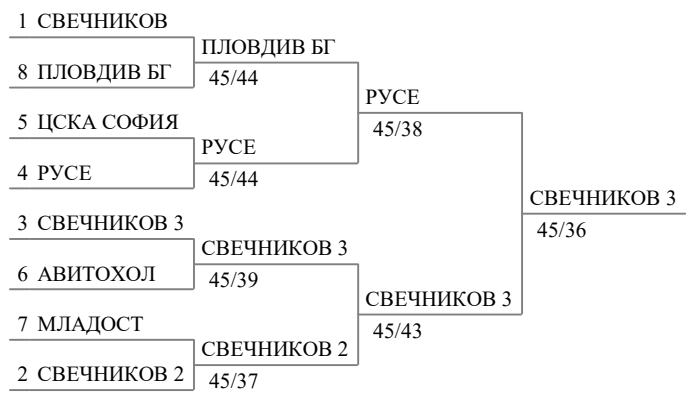 1 СВЕЧНИКОВ
ПЛОВДИВ БГ
8 ПЛОВДИВ БГ
45/44
РУСЕ
5 ЦСКА СОФИЯ
45/38
РУСЕ
4 РУСЕ
45/44
СВЕЧНИКОВ 3
3 СВЕЧНИКОВ 3
45/36
СВЕЧНИКОВ 3
6 АВИТОХОЛ
45/39
СВЕЧНИКОВ 3
7 МЛАДОСТ
45/43
СВЕЧНИКОВ 2
2 СВЕЧНИКОВ 2
45/37